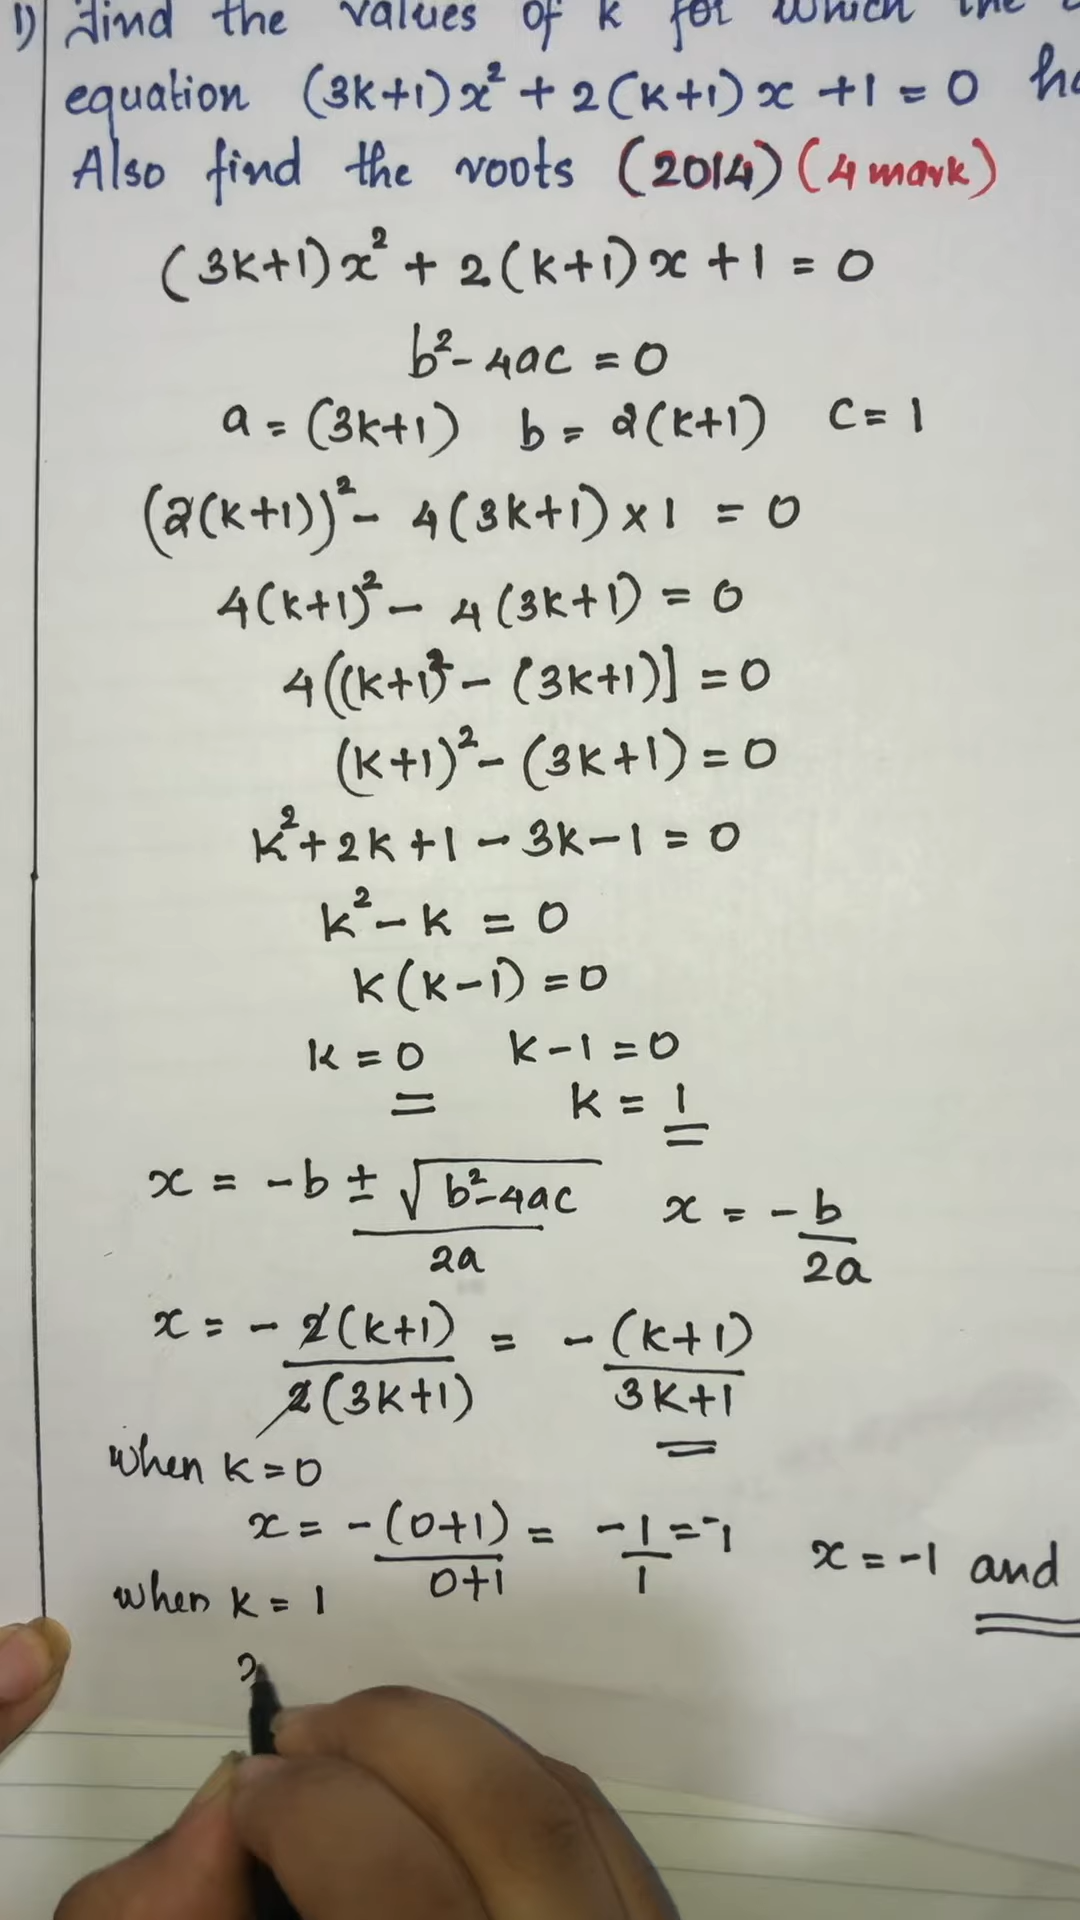 1) Find the values of k for which the
equation (3k+1)x² + 2(k+1)x +1 = 0
Also find the roots (2014) (4 mark)
(3k+1)x² + 2(k+1)x +1 = 0
b²-4ac = 0
a = (3k+1) b = 2(k+1) c = 1
(2(k+1))² - 4(3k+1) × 1 = 0
4(k+1)² - 4(3k+1) = 0
4((k+1)² - (3k+1)] = 0
(k+1)² - (3k+1) = 0
k² + 2k +1 - 3k - 1 = 0
k² - k = 0
k(k-1) = 0
k = 0 k-1 = 0
k = 1
x = -b ± √b²-4ac / 2a x = -b/2a
x = - 2(k+1) / 2(3k+1) = -(k+1) / 3k+1
when k=0
x = -(0+1) / 0+1 = -1/1 = -1 x = -1 and
when k = 1